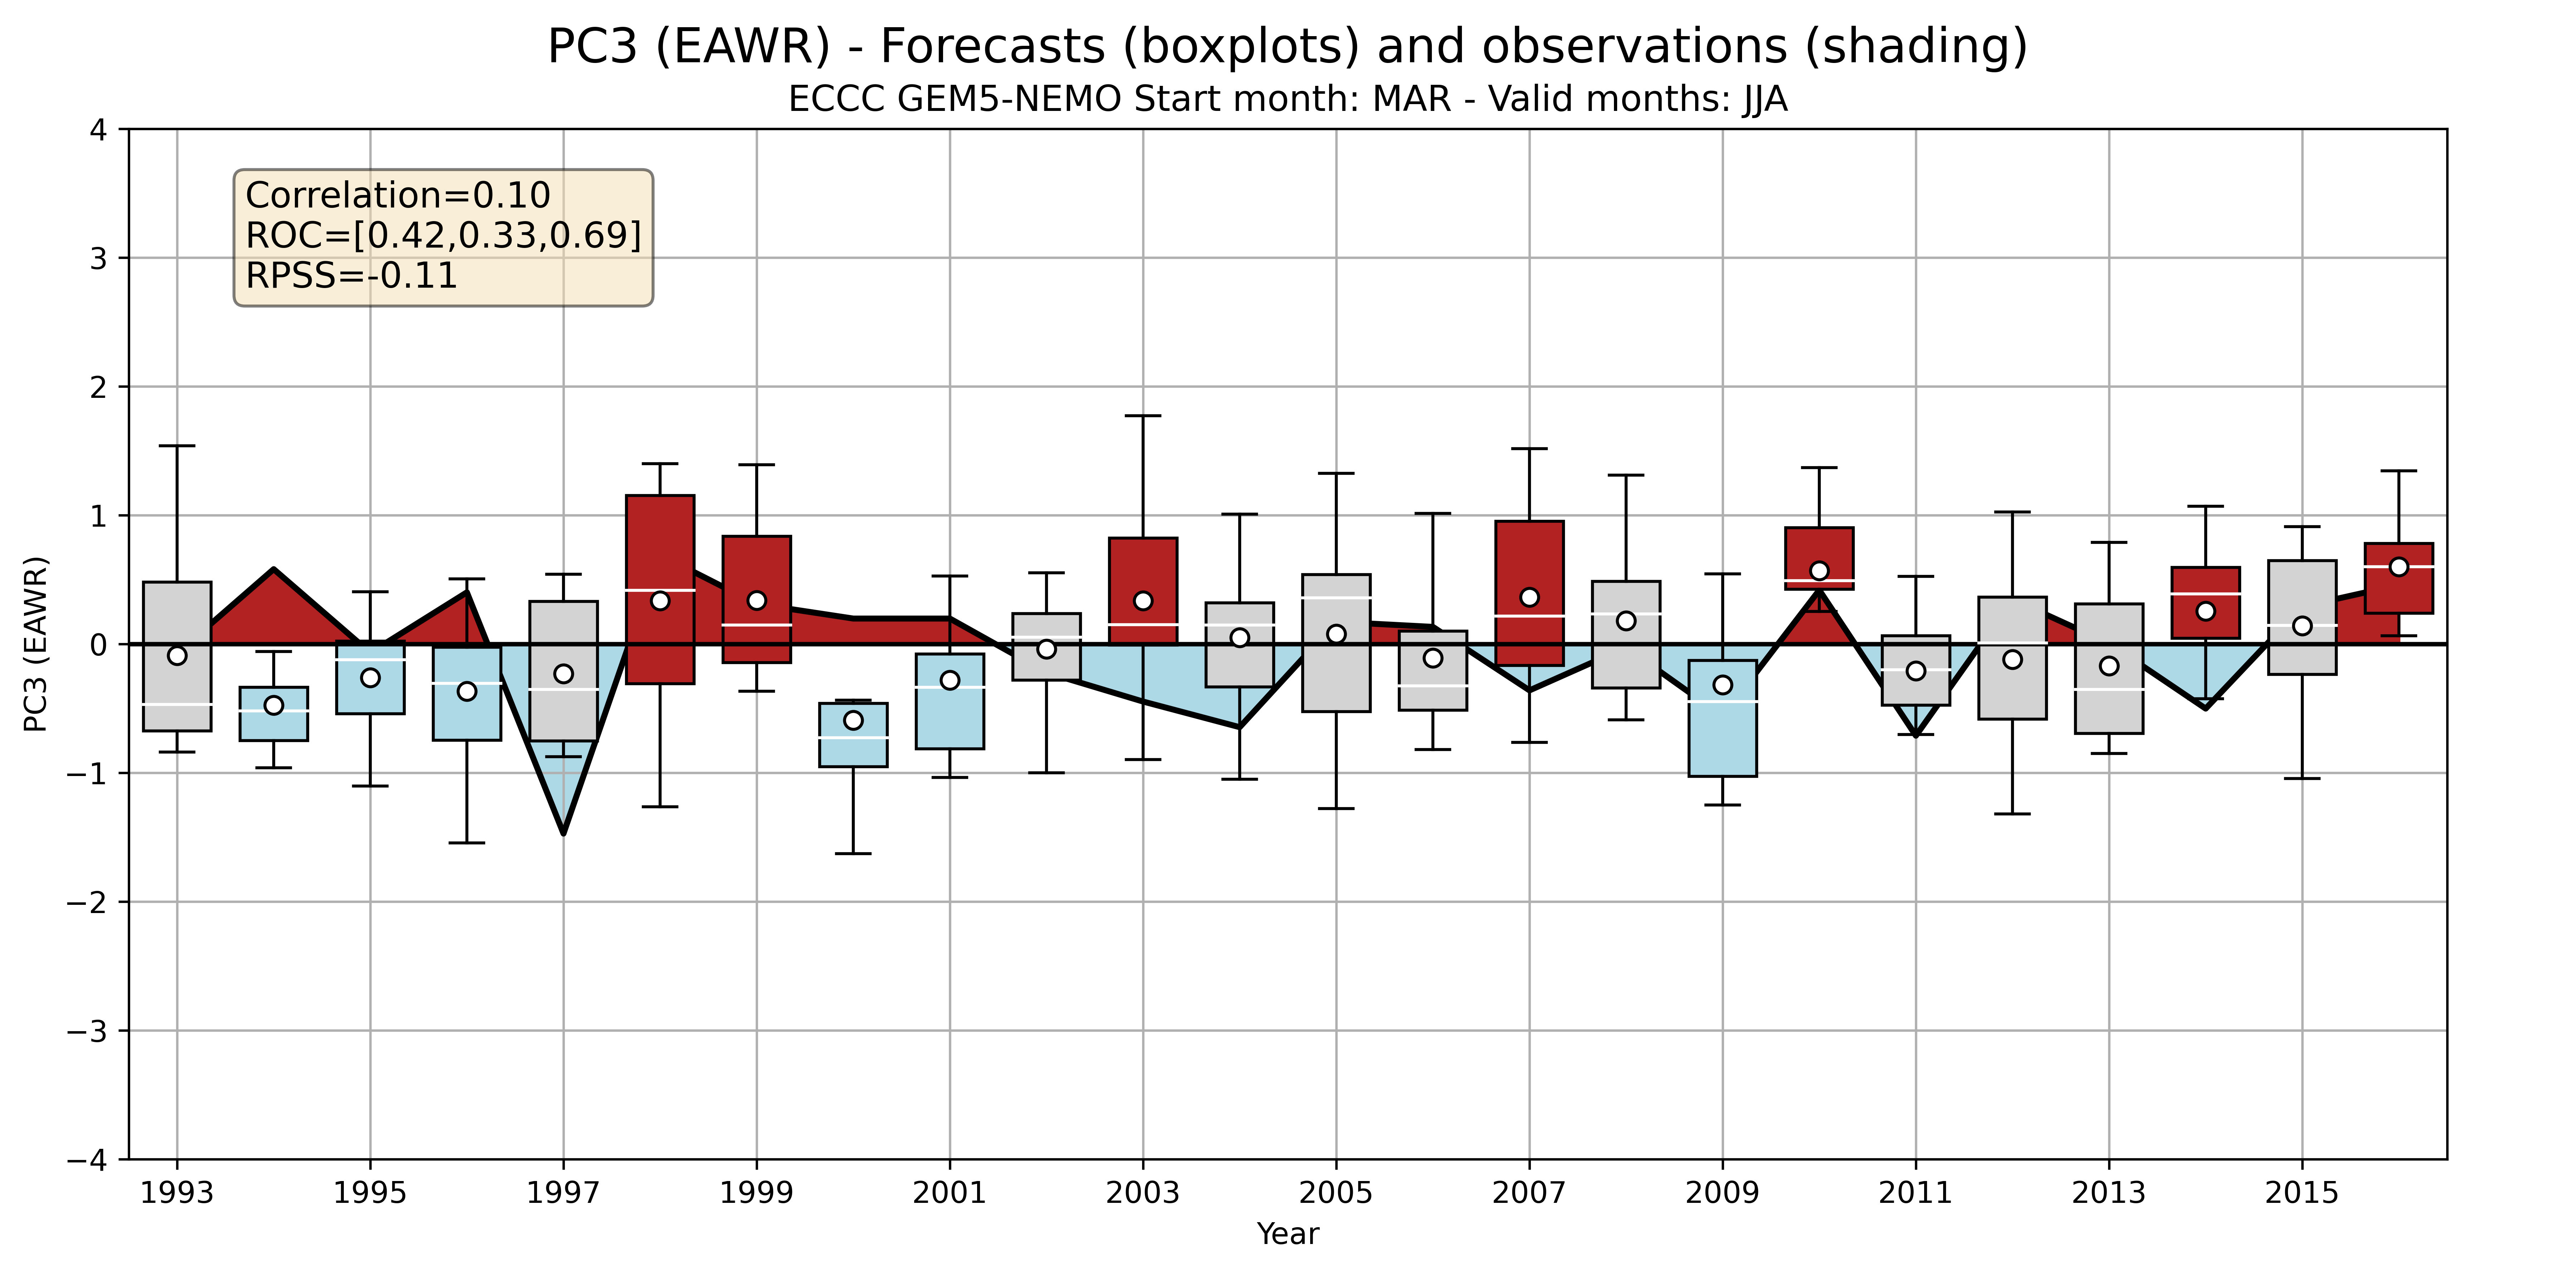 PC3 (EAWR) - Forecasts (boxplots) and observations (shading)
ECCC GEM5-NEMO Start month: MAR - Valid months: JJA
Correlation=0.10
ROC=[0.42,0.33,0.69]
RPSS=-0.11
4
3
2
1
0
−1
−2
−3
−4
PC3 (EAWR)
1993 1995 1997 1999 2001 2003 2005 2007 2009 2011 2013 2015
Year